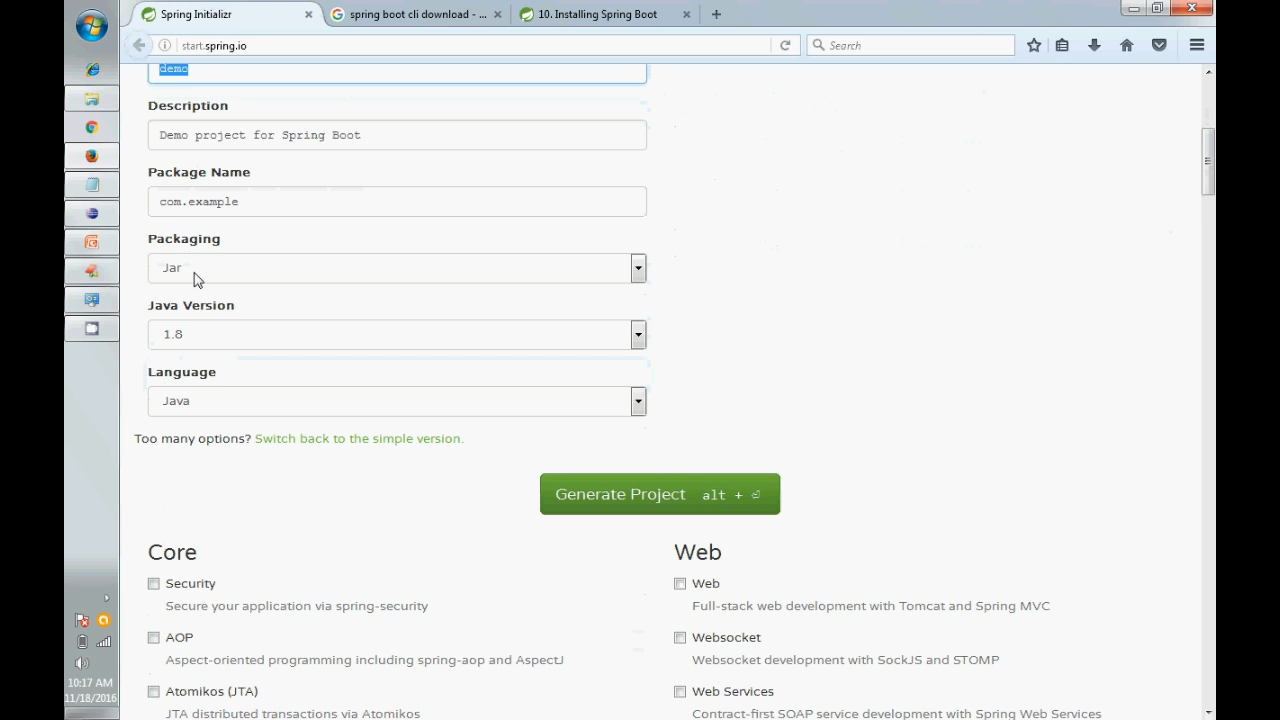 Spring Initializr
spring boot cli download - ...
10. Installing Spring Boot
start.spring.io
Search
demo
Description
Demo project for Spring Boot
Package Name
com.example
Packaging
Jar
Java Version
1.8
Language
Java
Too many options? Switch back to the simple version.
Generate Project alt + ⏎
Core
Web
Security
Secure your application via spring-security
Web
Full-stack web development with Tomcat and Spring MVC
AOP
Aspect-oriented programming including spring-aop and AspectJ
Websocket
Websocket development with SockJS and STOMP
Atomikos (JTA)
JTA distributed transactions via Atomikos
Web Services
Contract-first SOAP service development with Spring Web Services
10:17 AM
11/18/2016